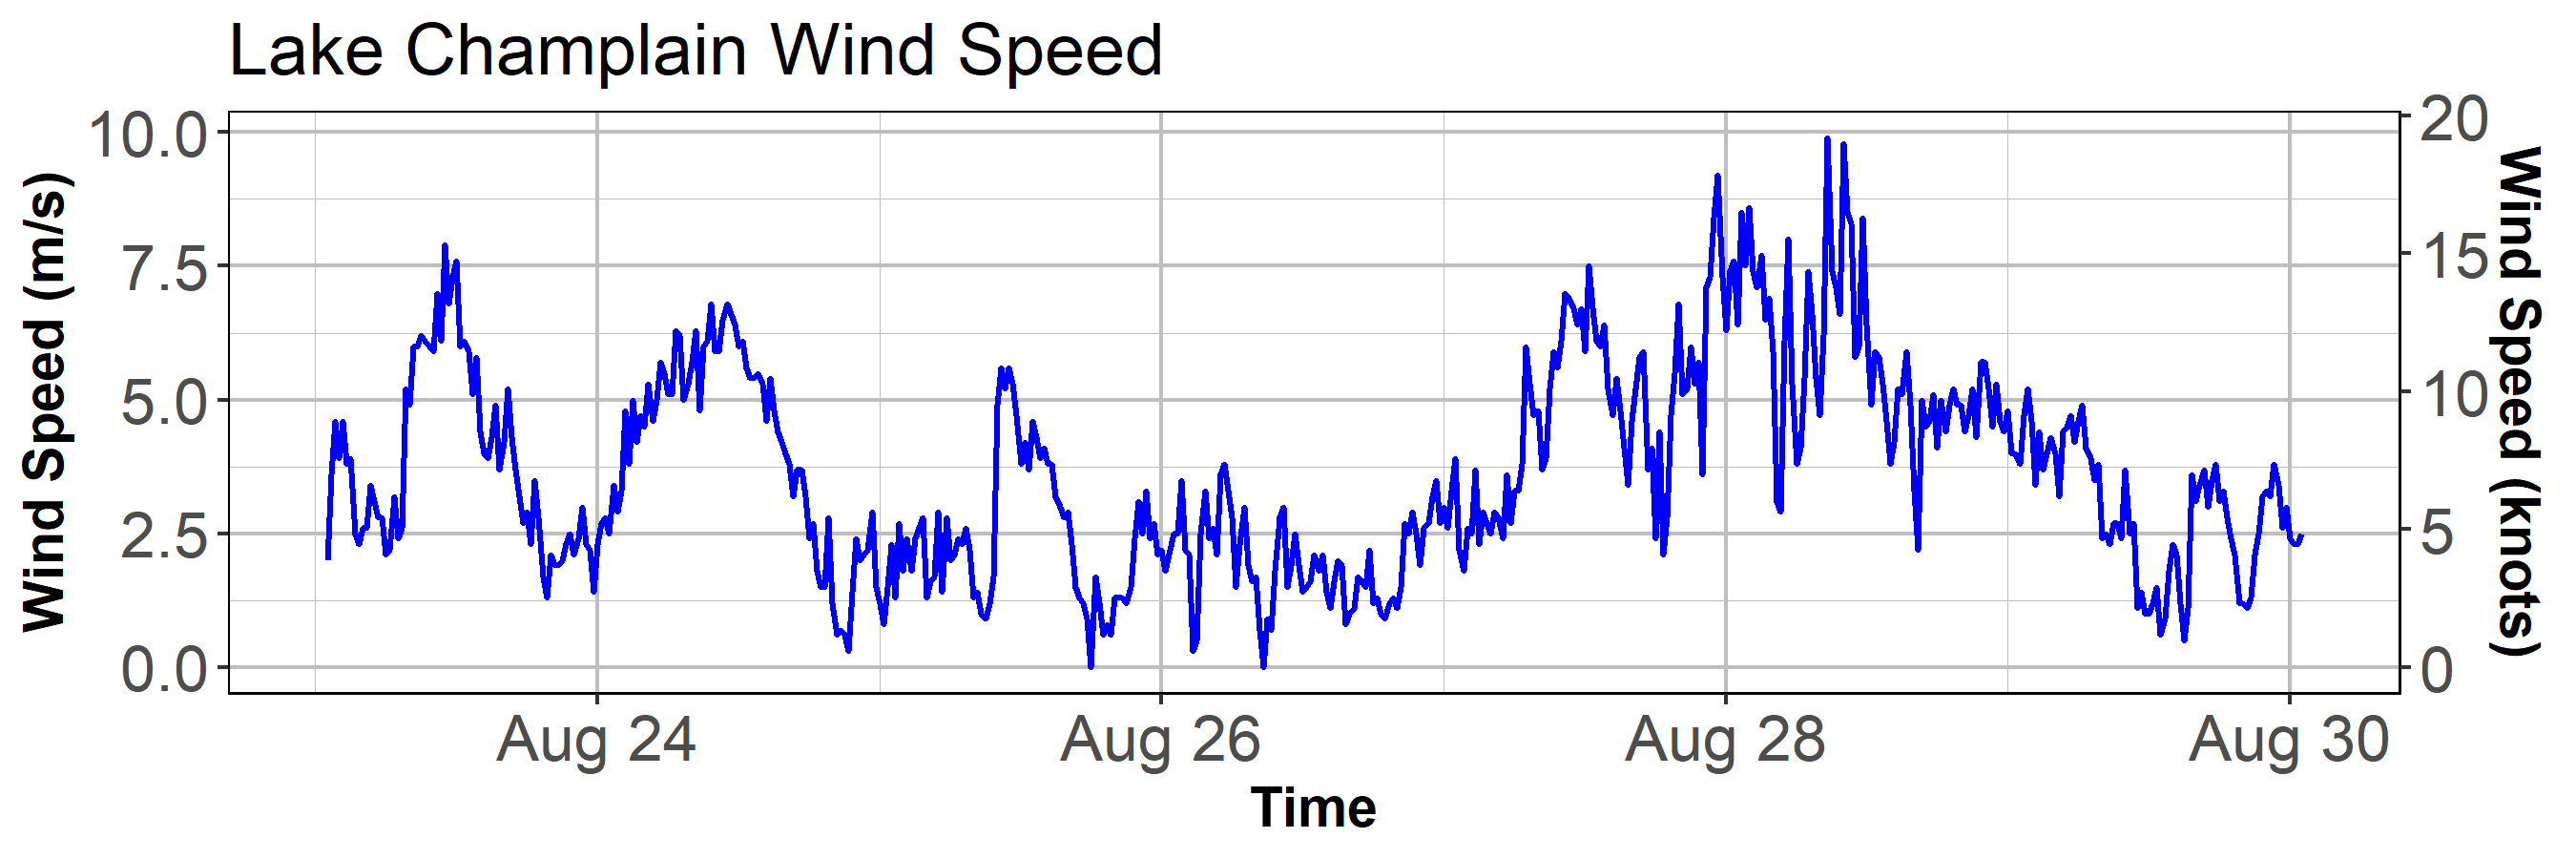 Lake Champlain Wind Speed
Wind Speed (m/s)
10.0
7.5
5.0
2.5
0.0
20
15
10
5
0
Wind Speed (knots)
Aug 24 Aug 26 Aug 28 Aug 30
Time